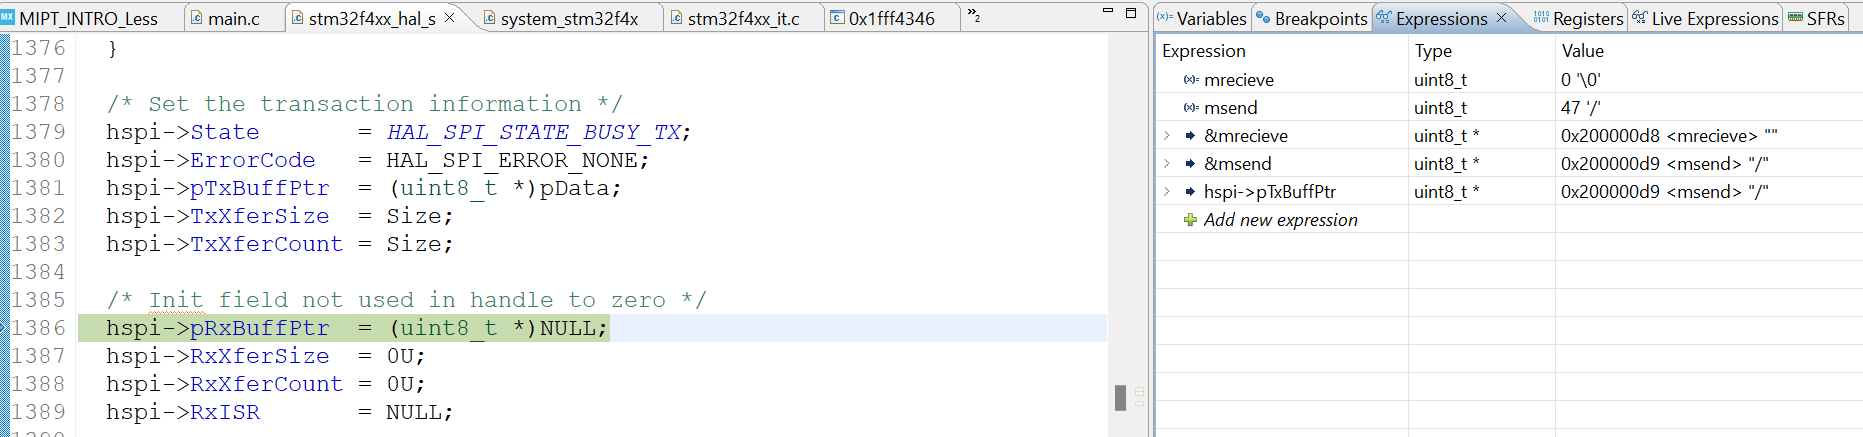 MIPT_INTRO_Less main.c stm32f4xx_hal_s system_stm32f4x stm32f4xx_it.c 0x1fff4346 »2
Variables Breakpoints Expressions Registers Live Expressions SFRs
1376 }
1377
1378 /* Set the transaction information */
1379 hspi->State = HAL_SPI_STATE_BUSY_TX;
1380 hspi->ErrorCode = HAL_SPI_ERROR_NONE;
1381 hspi->pTxBuffPtr = (uint8_t *)pData;
1382 hspi->TxXferSize = Size;
1383 hspi->TxXferCount = Size;
1384
1385 /* Init field not used in handle to zero */
1386 hspi->pRxBuffPtr = (uint8_t *)NULL;
1387 hspi->RxXferSize = 0U;
1388 hspi->RxXferCount = 0U;
1389 hspi->RxISR = NULL;
Expression Type Value
mrecieve uint8_t 0 '\0'
msend uint8_t 47 '/'
&mrecieve uint8_t * 0x200000d8 <mrecieve> ""
&msend uint8_t * 0x200000d9 <msend> "/"
hspi->pTxBuffPtr uint8_t * 0x200000d9 <msend> "/"
Add new expression